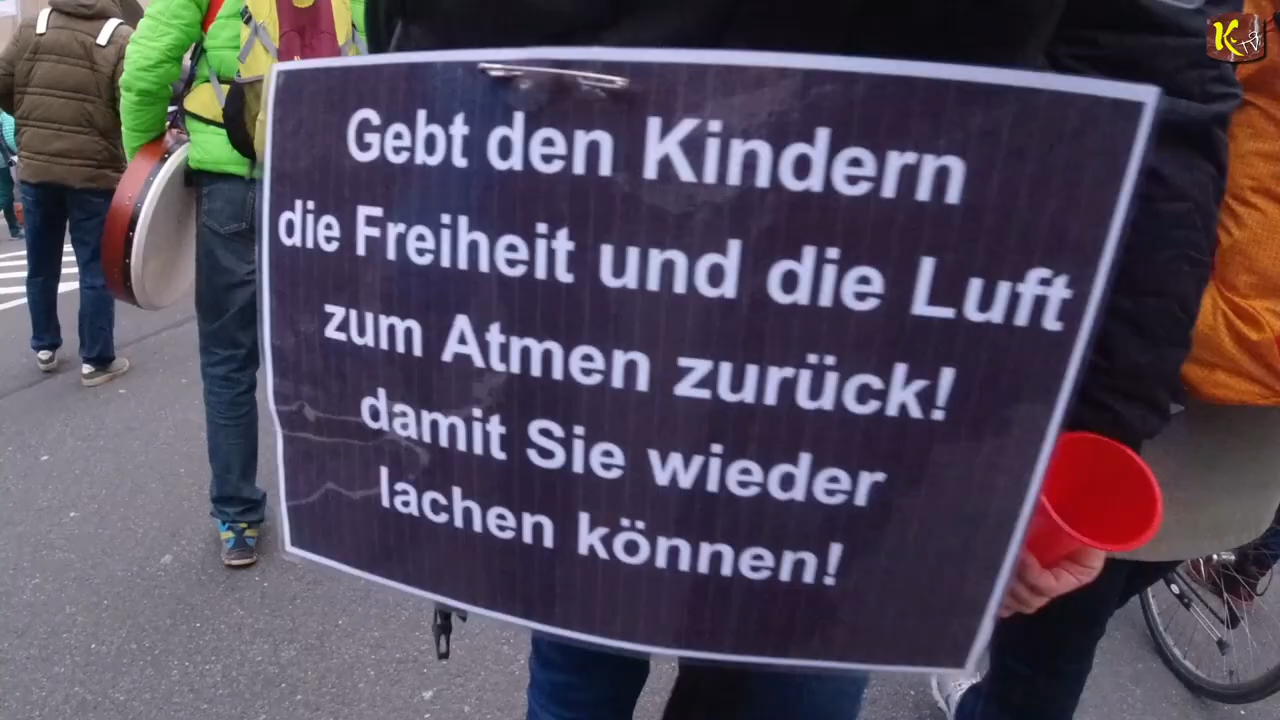 Gebt den Kindern
die Freiheit und die Luft
zum Atmen zurück!
damit Sie wieder
lachen können!